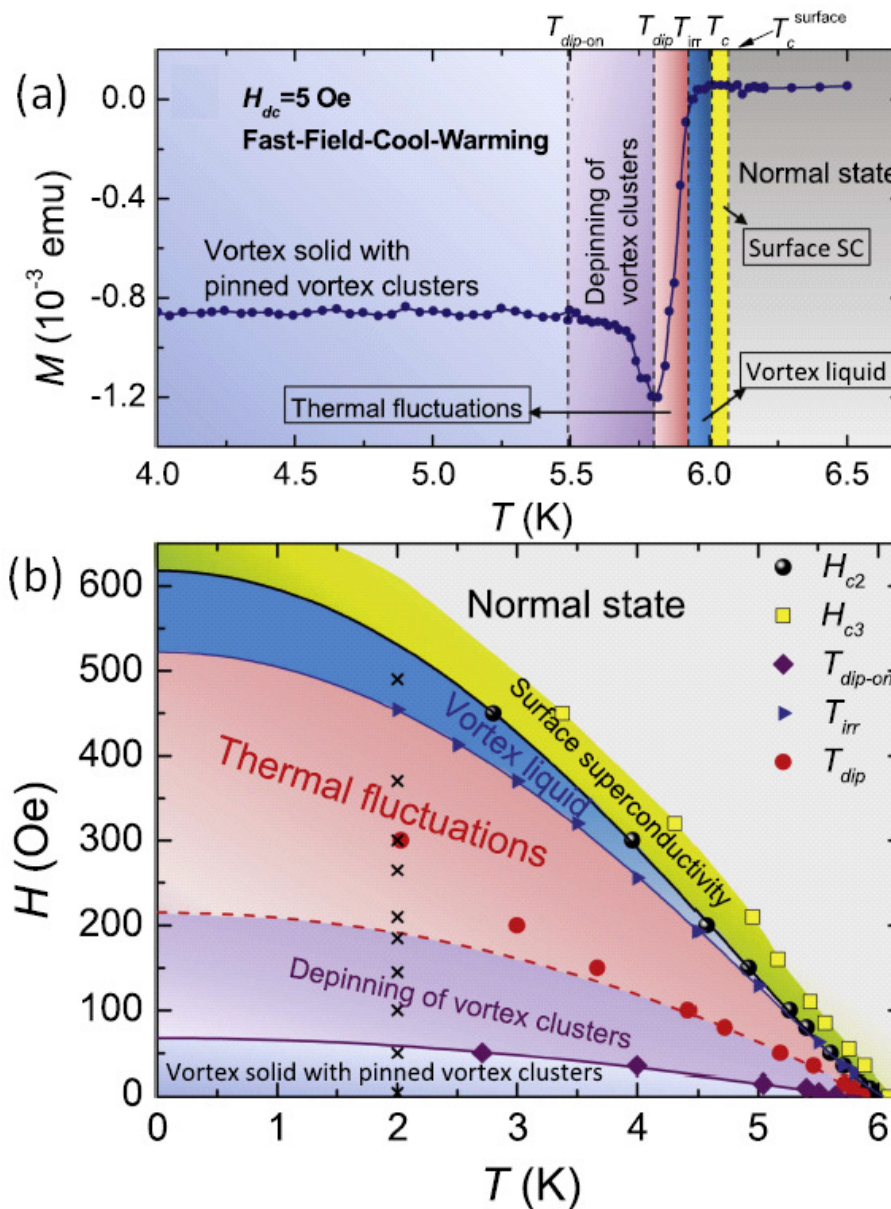 T_dip-on T_dip T_irr T_c T_c^surface
(a)
H_dc=5 Oe
Fast-Field-Cool-Warming
Vortex solid with
pinned vortex clusters
Depinning of
vortex clusters
Normal state
Surface SC
Vortex liquid
Thermal fluctuations
M (10^-3 emu)
0.0
-0.4
-0.8
-1.2
4.0 4.5 5.0 5.5 6.0 6.5
T (K)
(b)
H_c2
H_c3
T_dip-on
T_irr
T_dip
Normal state
Surface superconductivity
Vortex liquid
Thermal fluctuations
Depinning of vortex clusters
Vortex solid with pinned vortex clusters
H (Oe)
600
500
400
300
200
100
0
0 1 2 3 4 5 6
T (K)